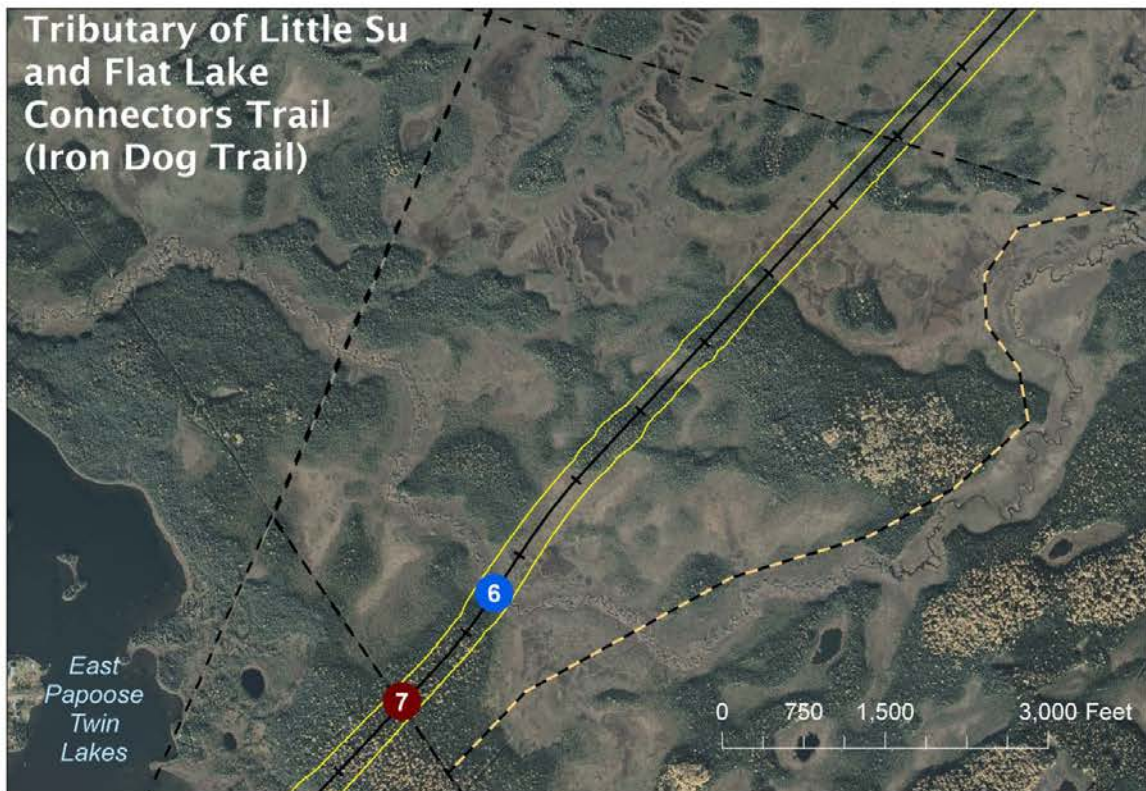 Tributary of Little Su
and Flat Lake
Connectors Trail
(Iron Dog Trail)
6
7
East
Papoose
Twin
Lakes
0 750 1,500 3,000 Feet